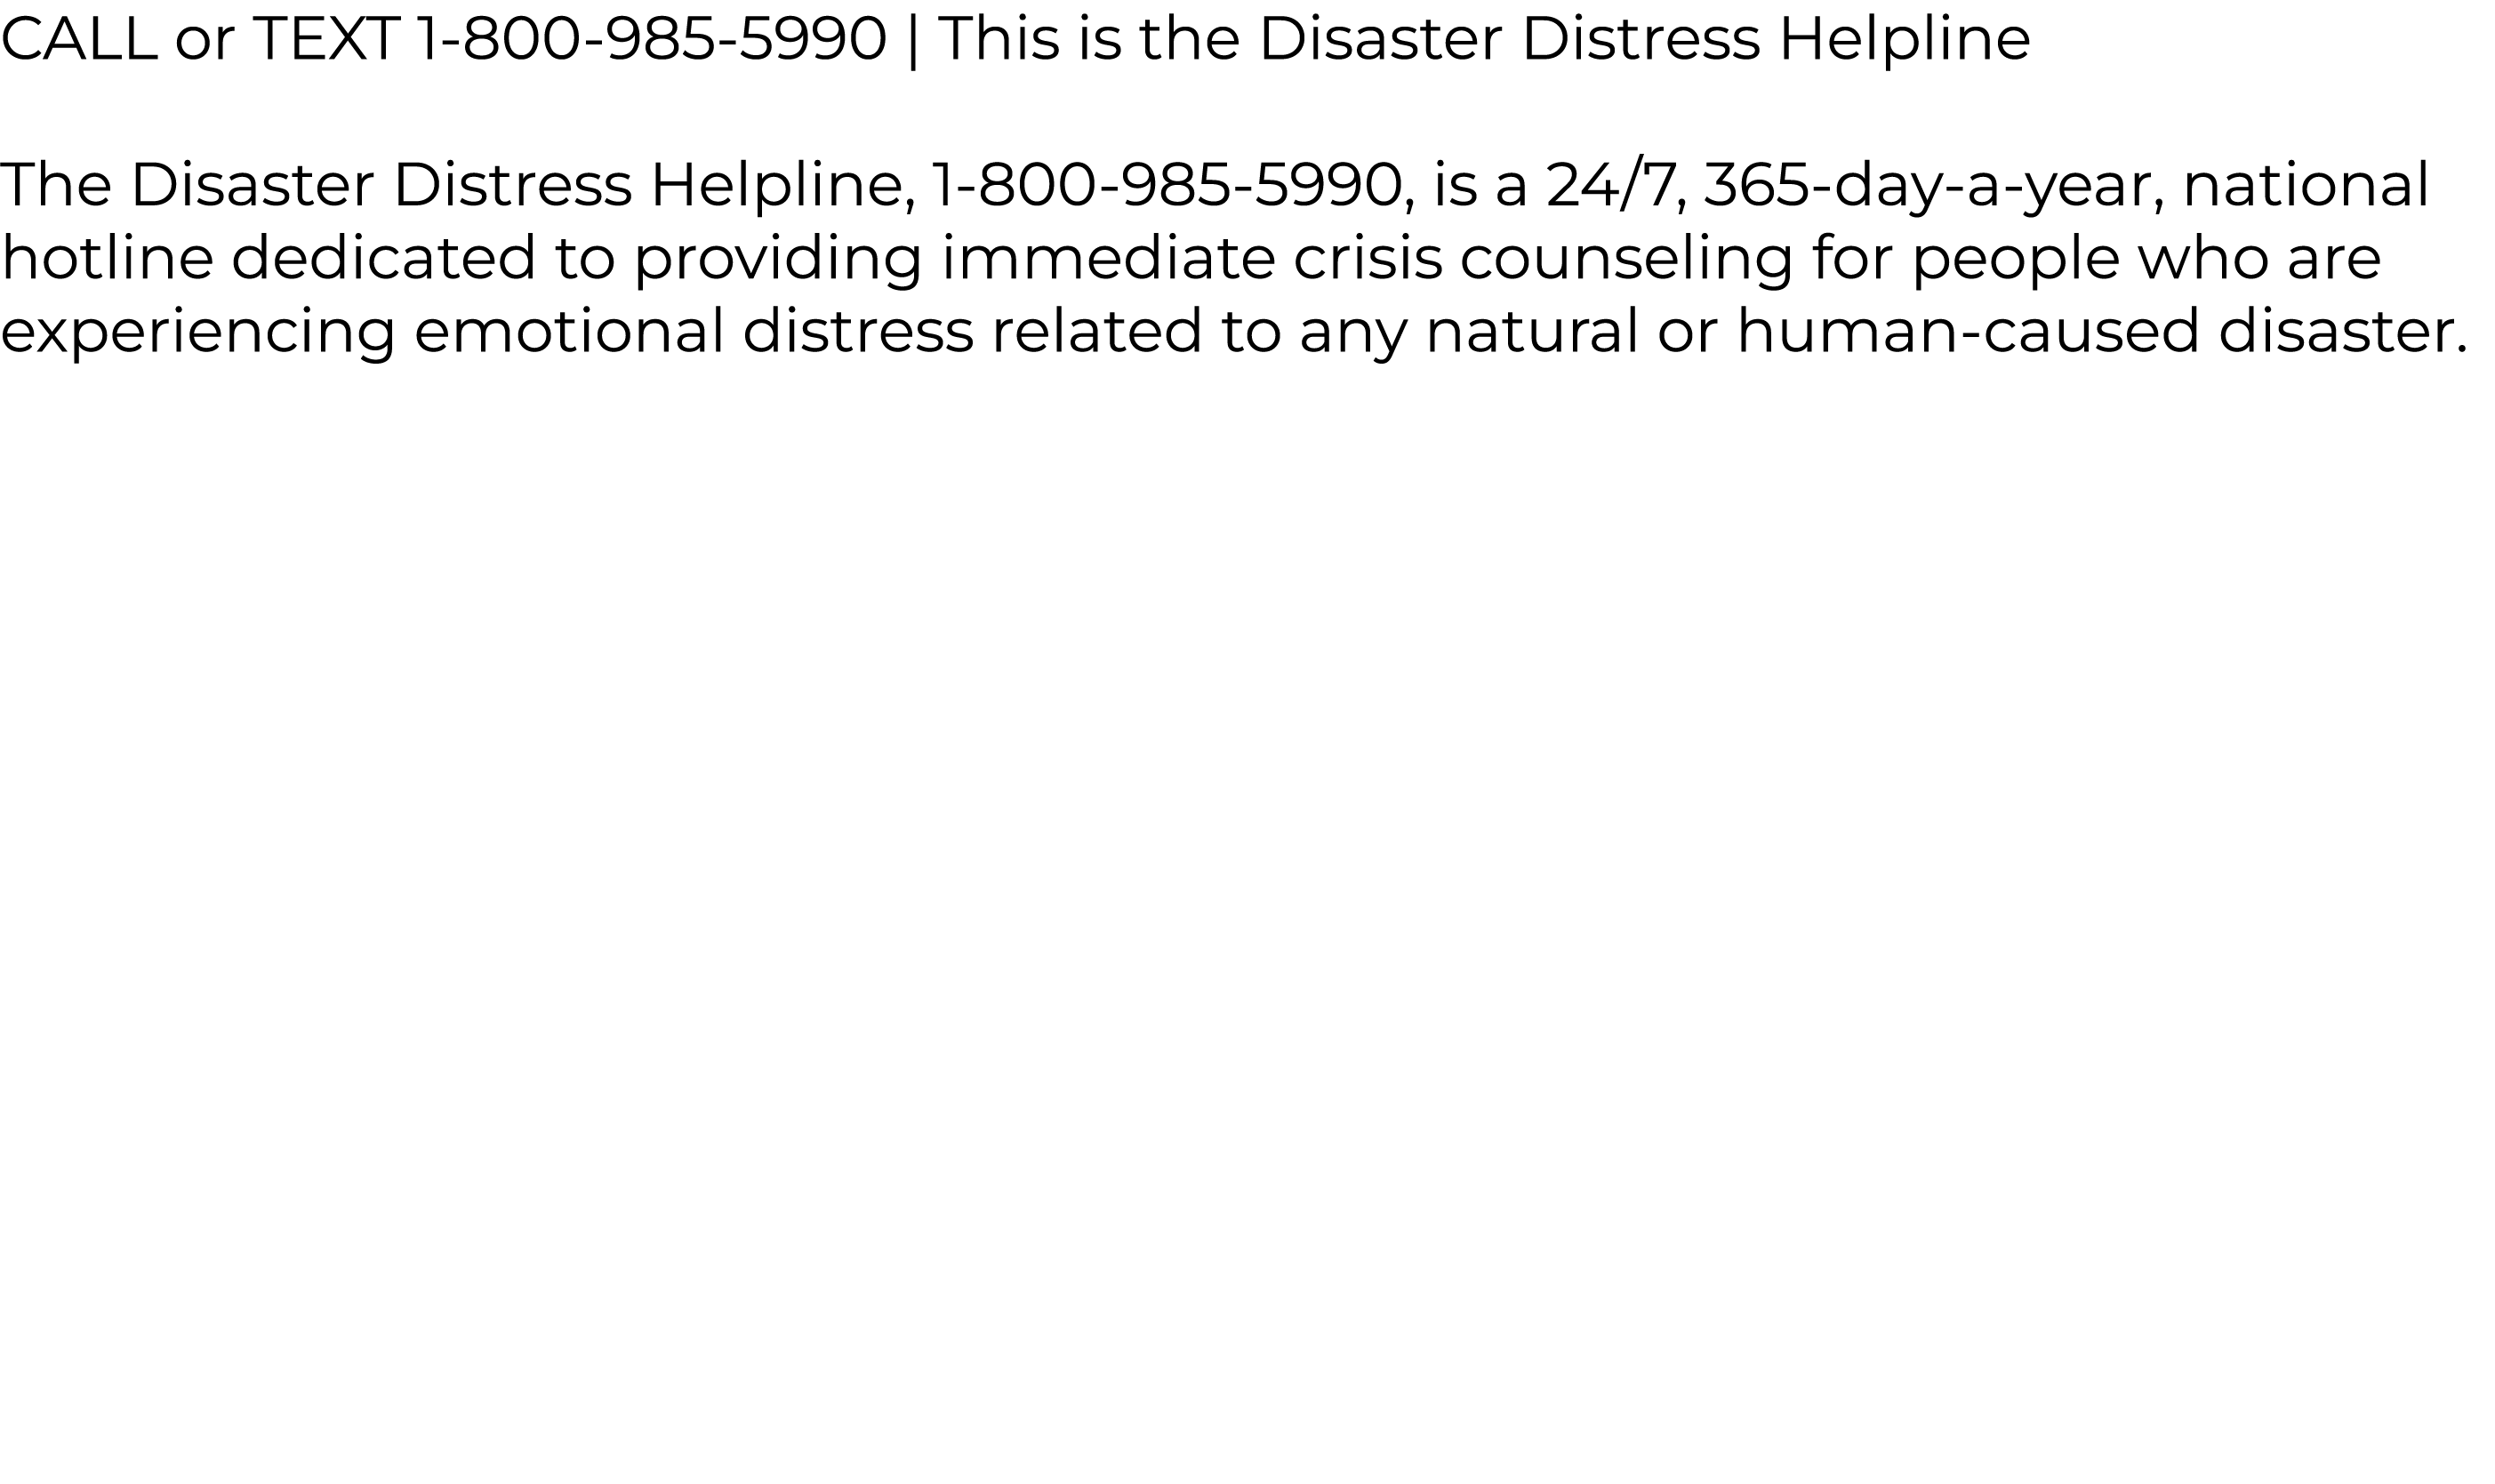 CALL or TEXT 1-800-985-5990 | This is the Disaster Distress Helpline
The Disaster Distress Helpline, 1-800-985-5990, is a 24/7, 365-day-a-year, national
hotline dedicated to providing immediate crisis counseling for people who are
experiencing emotional distress related to any natural or human-caused disaster.